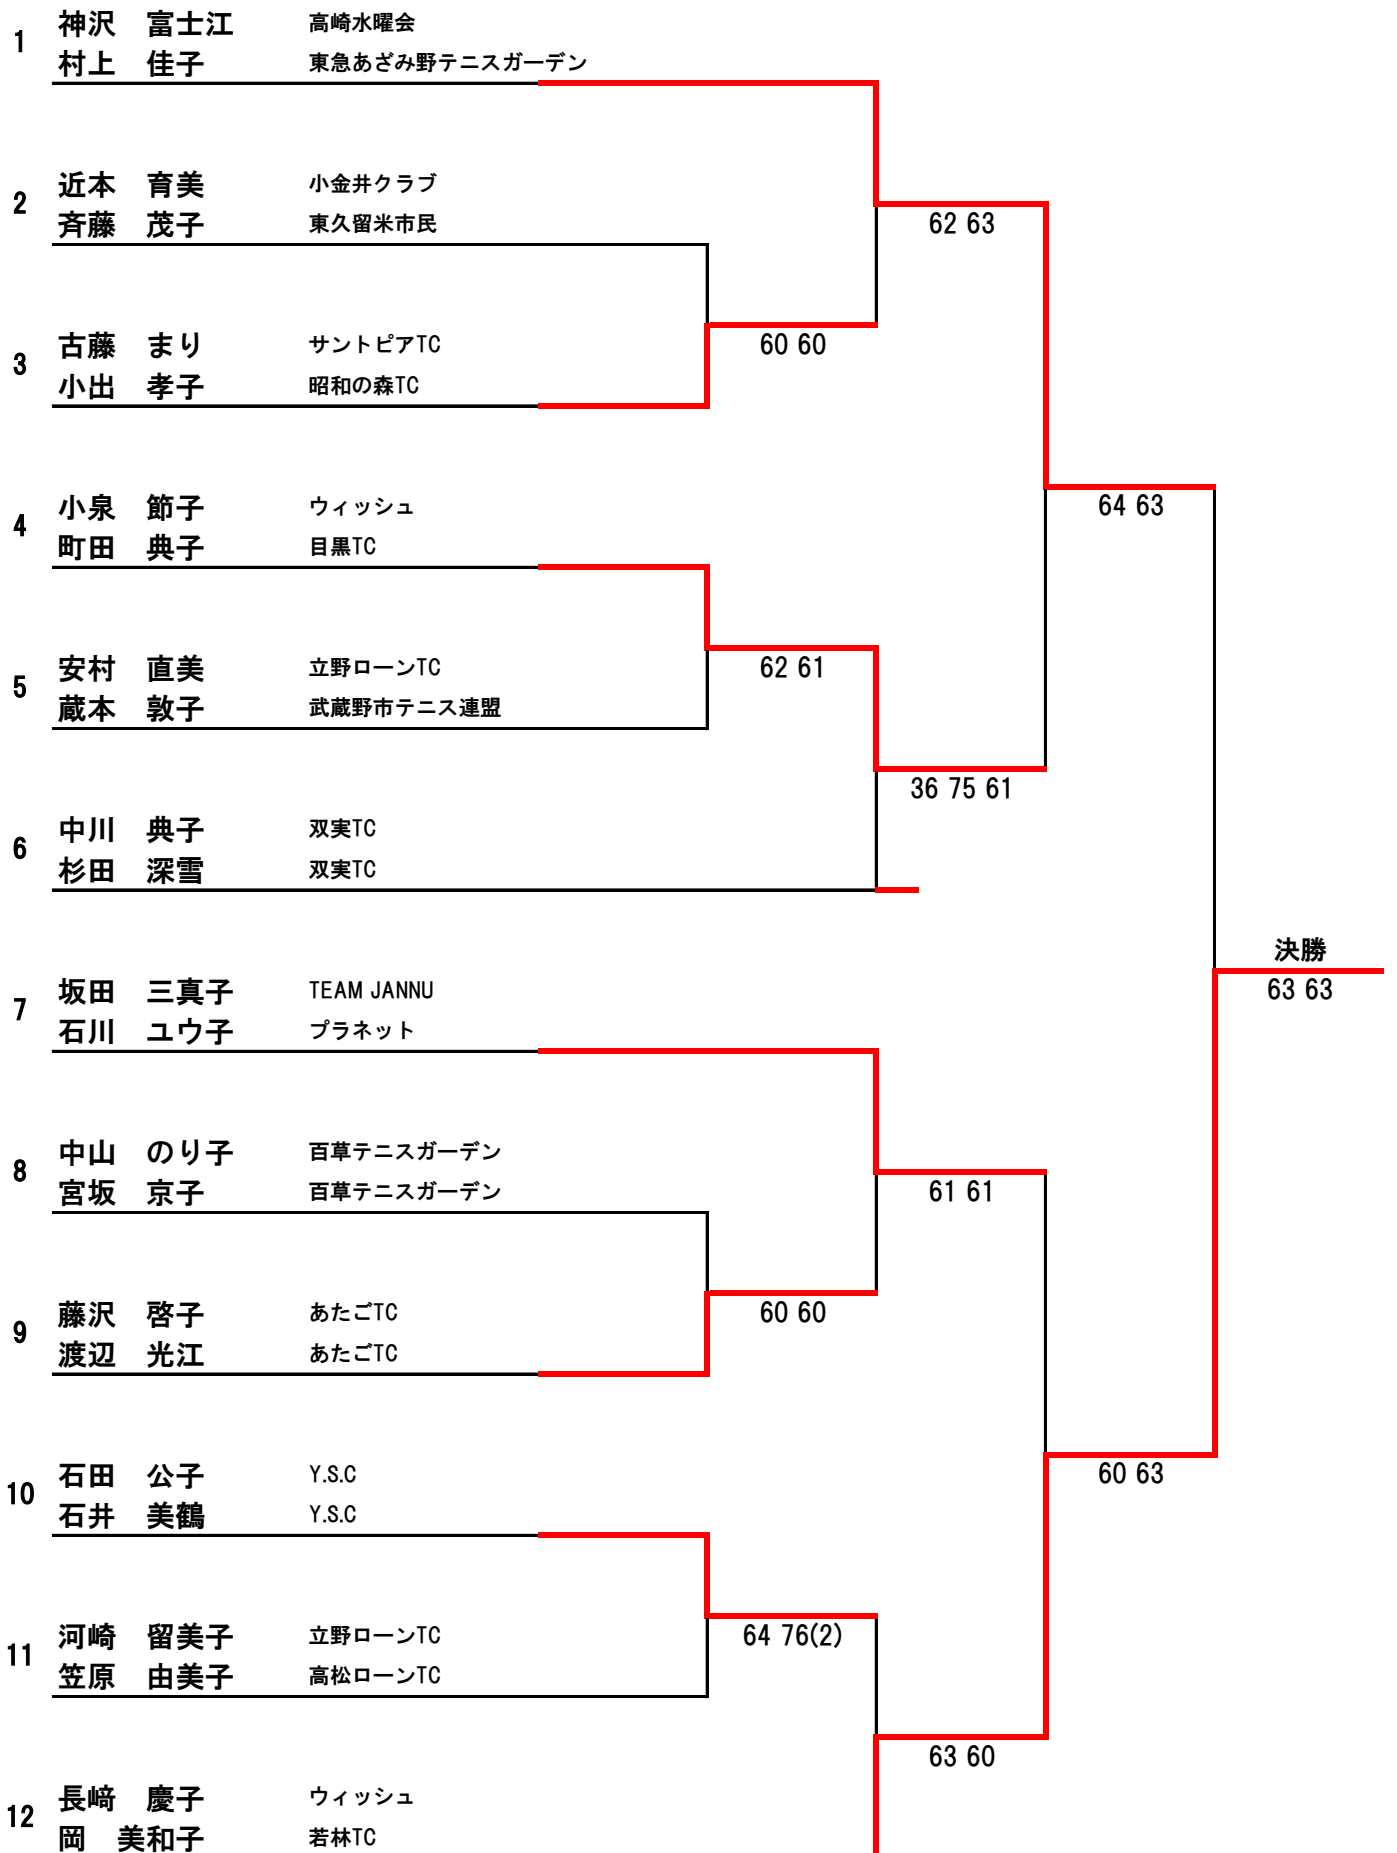 1
神沢　富士江　高崎水曜会
村上　佳子　東急あざみ野テニスガーデン
2
近本　育美　小金井クラブ
斉藤　茂子　東久留米市民
62 63
3
古藤　まり　サントピアTC
60 60
小出　孝子　昭和の森TC
4
小泉　節子　ウィッシュ
64 63
町田　典子　目黒TC
5
安村　直美　立野ローンTC
62 61
蔵本　敦子　武蔵野市テニス連盟
36 75 61
6
中川　典子　双実TC
杉田　深雪　双実TC
決勝
63 63
7
坂田　三真子　TEAM JANNU
石川　ユウ子　プラネット
8
中山　のり子　百草テニスガーデン
宮坂　京子　百草テニスガーデン
61 61
9
藤沢　啓子　あたごTC
60 60
渡辺　光江　あたごTC
10
石田　公子　Y.S.C
60 63
石井　美鶴　Y.S.C
11
河崎　留美子　立野ローンTC
64 76(2)
笠原　由美子　高松ローンTC
63 60
12
長﨑　慶子　ウィッシュ
岡　美和子　若林TC